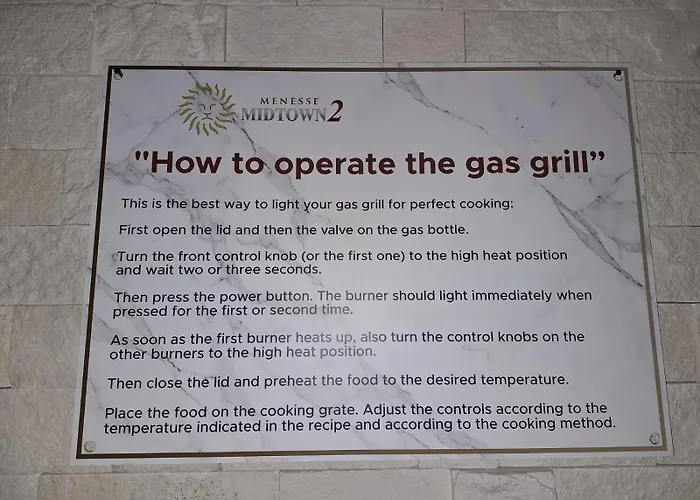 MENESSE
MIDTOWN 2
"How to operate the gas grill”
This is the best way to light your gas grill for perfect cooking:
First open the lid and then the valve on the gas bottle.
Turn the front control knob (or the first one) to the high heat position
and wait two or three seconds.
Then press the power button. The burner should light immediately when
pressed for the first or second time.
As soon as the first burner heats up, also turn the control knobs on the
other burners to the high heat position.
Then close the lid and preheat the food to the desired temperature.
Place the food on the cooking grate. Adjust the controls according to the
temperature indicated in the recipe and according to the cooking method.